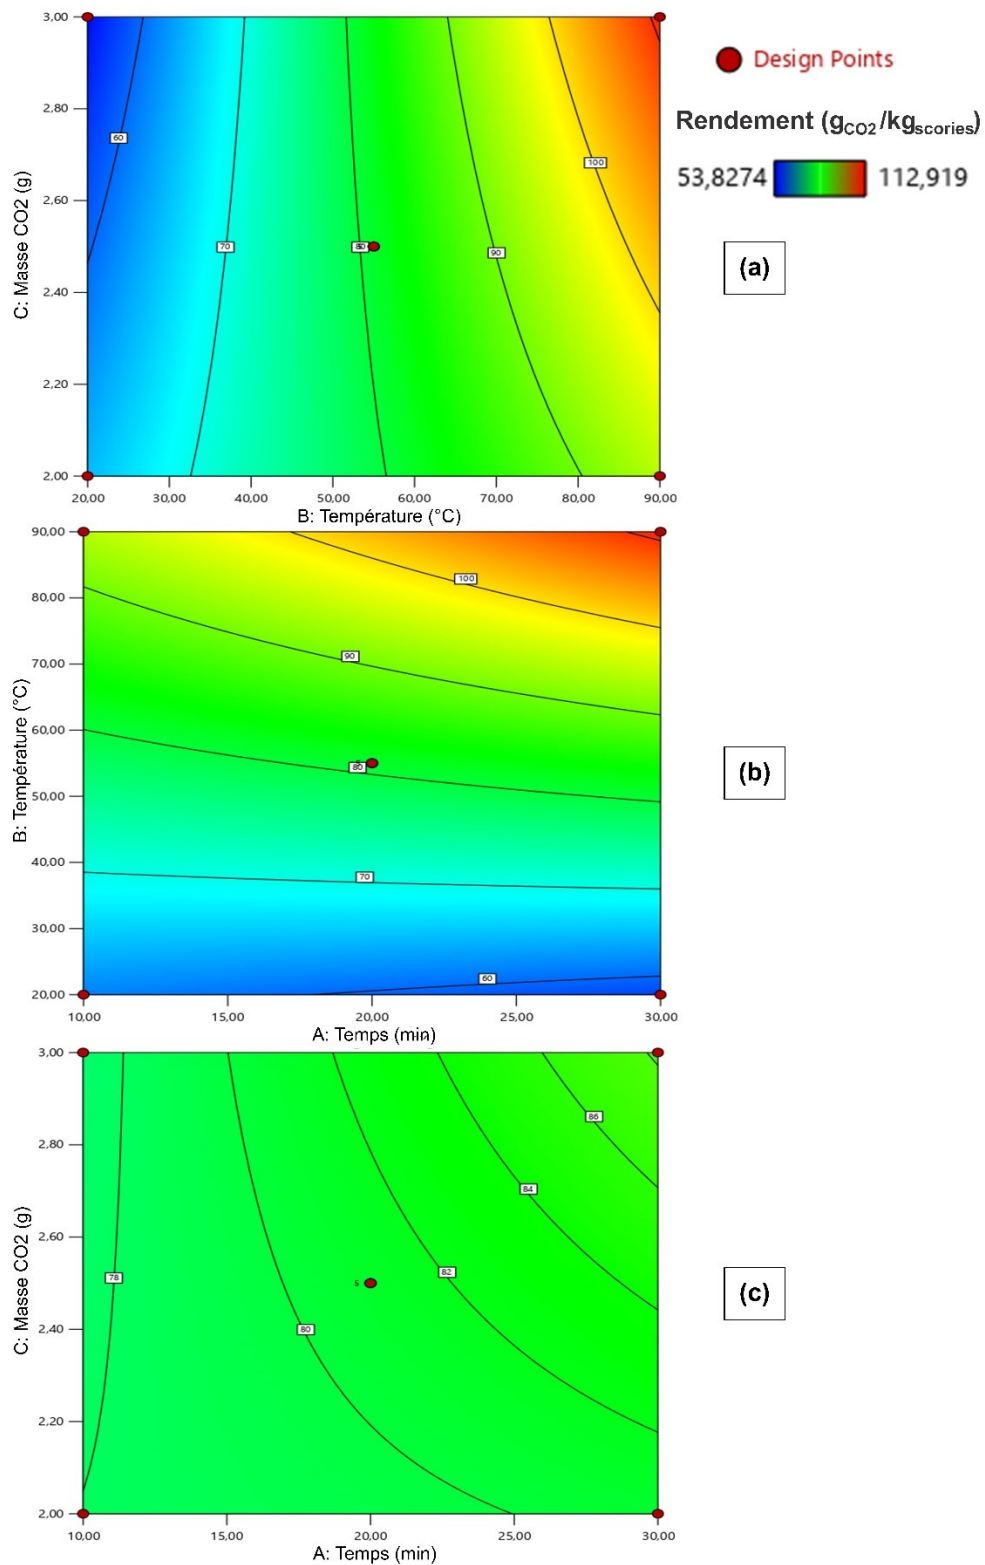 3,00
2,80
2,60
2,40
2,20
2,00
C: Masse CO2 (g)
60
70
80
90
100
20,00 30,00 40,00 50,00 60,00 70,00 80,00 90,00
B: Température (°C)
Design Points
Rendement (gCO2/kgscories)
53,8274 112,919
(a)
90,00
80,00
70,00
60,00
50,00
40,00
30,00
20,00
B: Température (°C)
100
90
80
70
60
10,00 15,00 20,00 25,00 30,00
A: Temps (min)
(b)
3,00
2,80
2,60
2,40
2,20
2,00
C: Masse CO2 (g)
86
84
82
78
5
80
10,00 15,00 20,00 25,00 30,00
A: Temps (min)
(c)